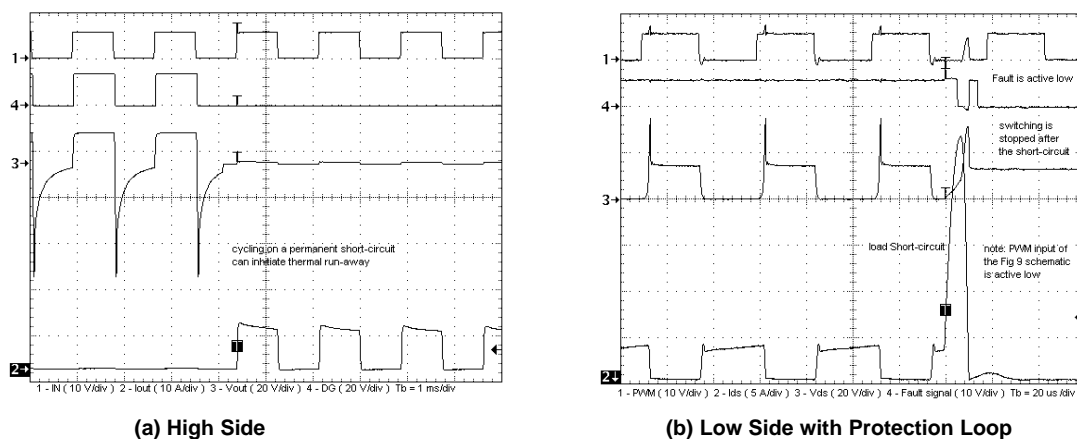 1
4
3
cycling on a permanent short-circuit
can inhitiate thermal run-away
T
2
1 - IN ( 10 V/div ) 2 - Iout ( 10 A/div ) 3 - Vout ( 20 V/div ) 4 - DG ( 20 V/div ) Tb = 1 ms/div
(a) High Side
1
4
Fault is active low
switching is
stopped after
the short-circuit
3
load Short-circuit
note: PWM input of
the Fig 9 schematic
is active low
T
2
1 - PWM ( 10 V/div ) 2 - Ids ( 5 A/div ) 3 - Vds ( 20 V/div ) 4 - Fault signal ( 10 V/div ) Tb = 20 us /div
(b) Low Side with Protection Loop